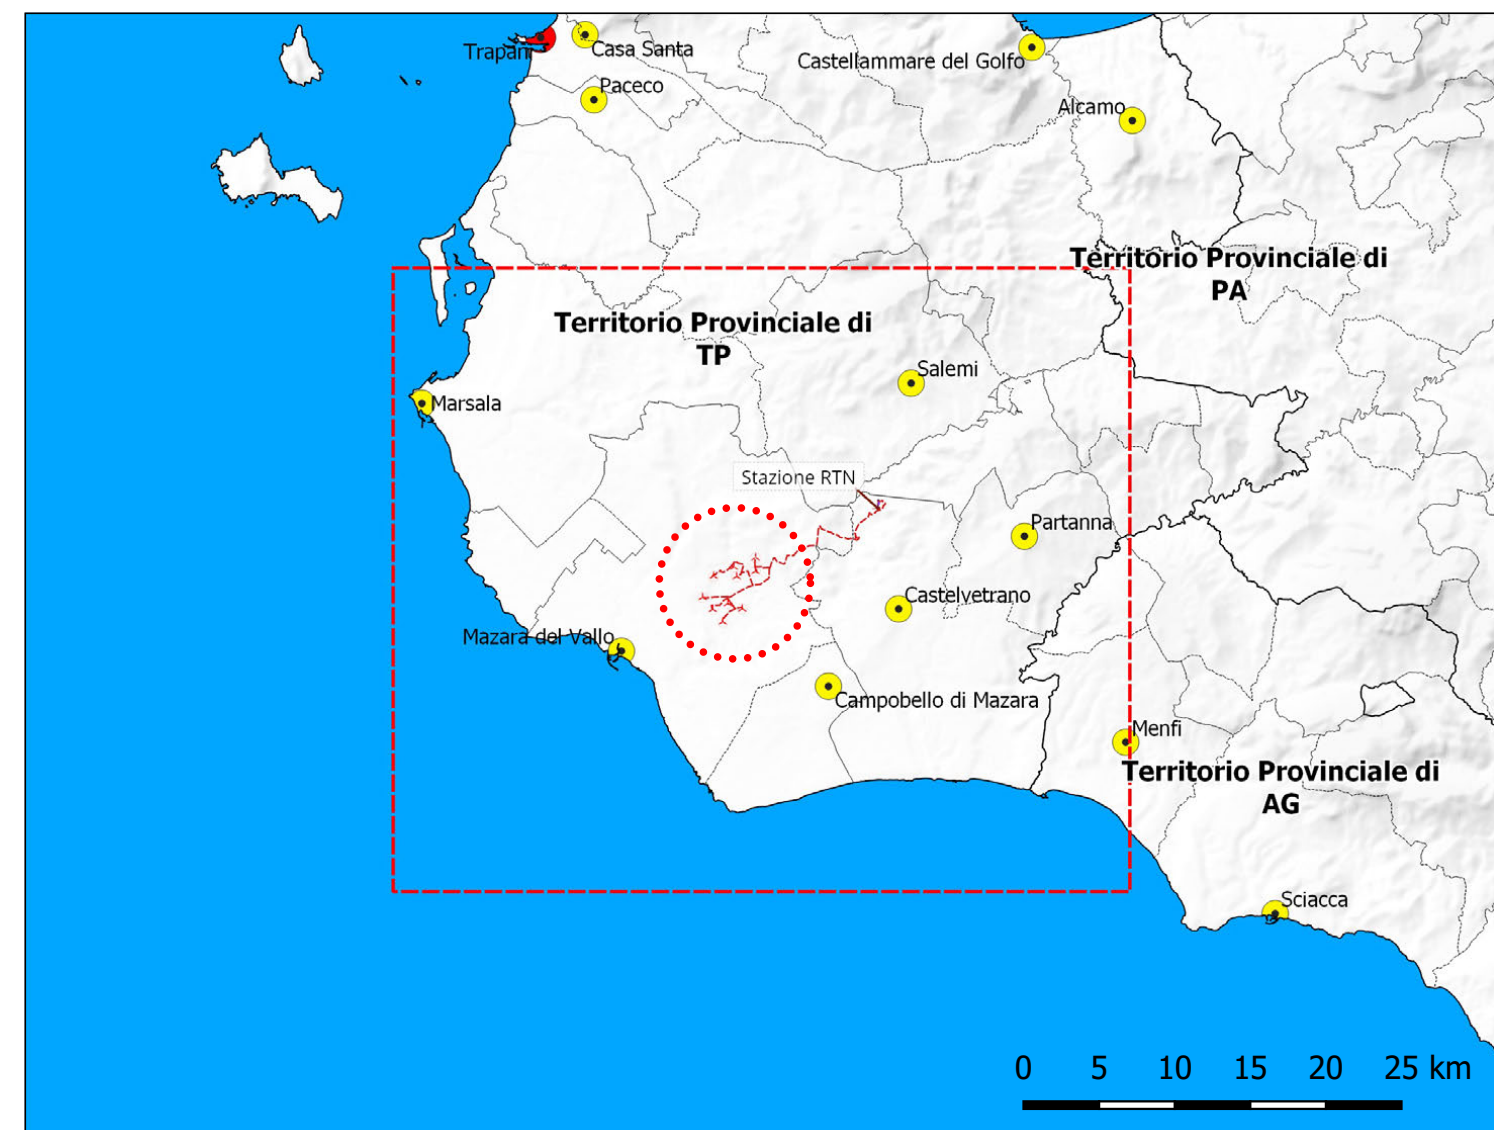 Trapani
Casa Santa
Castellammare del Golfo
Paceco
Alcamo
Territorio Provinciale di
PA
Territorio Provinciale di
TP
Salemi
Marsala
Stazione RTN
Partanna
Castelvetrano
Mazara del Vallo
Campobello di Mazara
Menfi
Territorio Provinciale di
AG
Sciacca
0 5 10 15 20 25 km